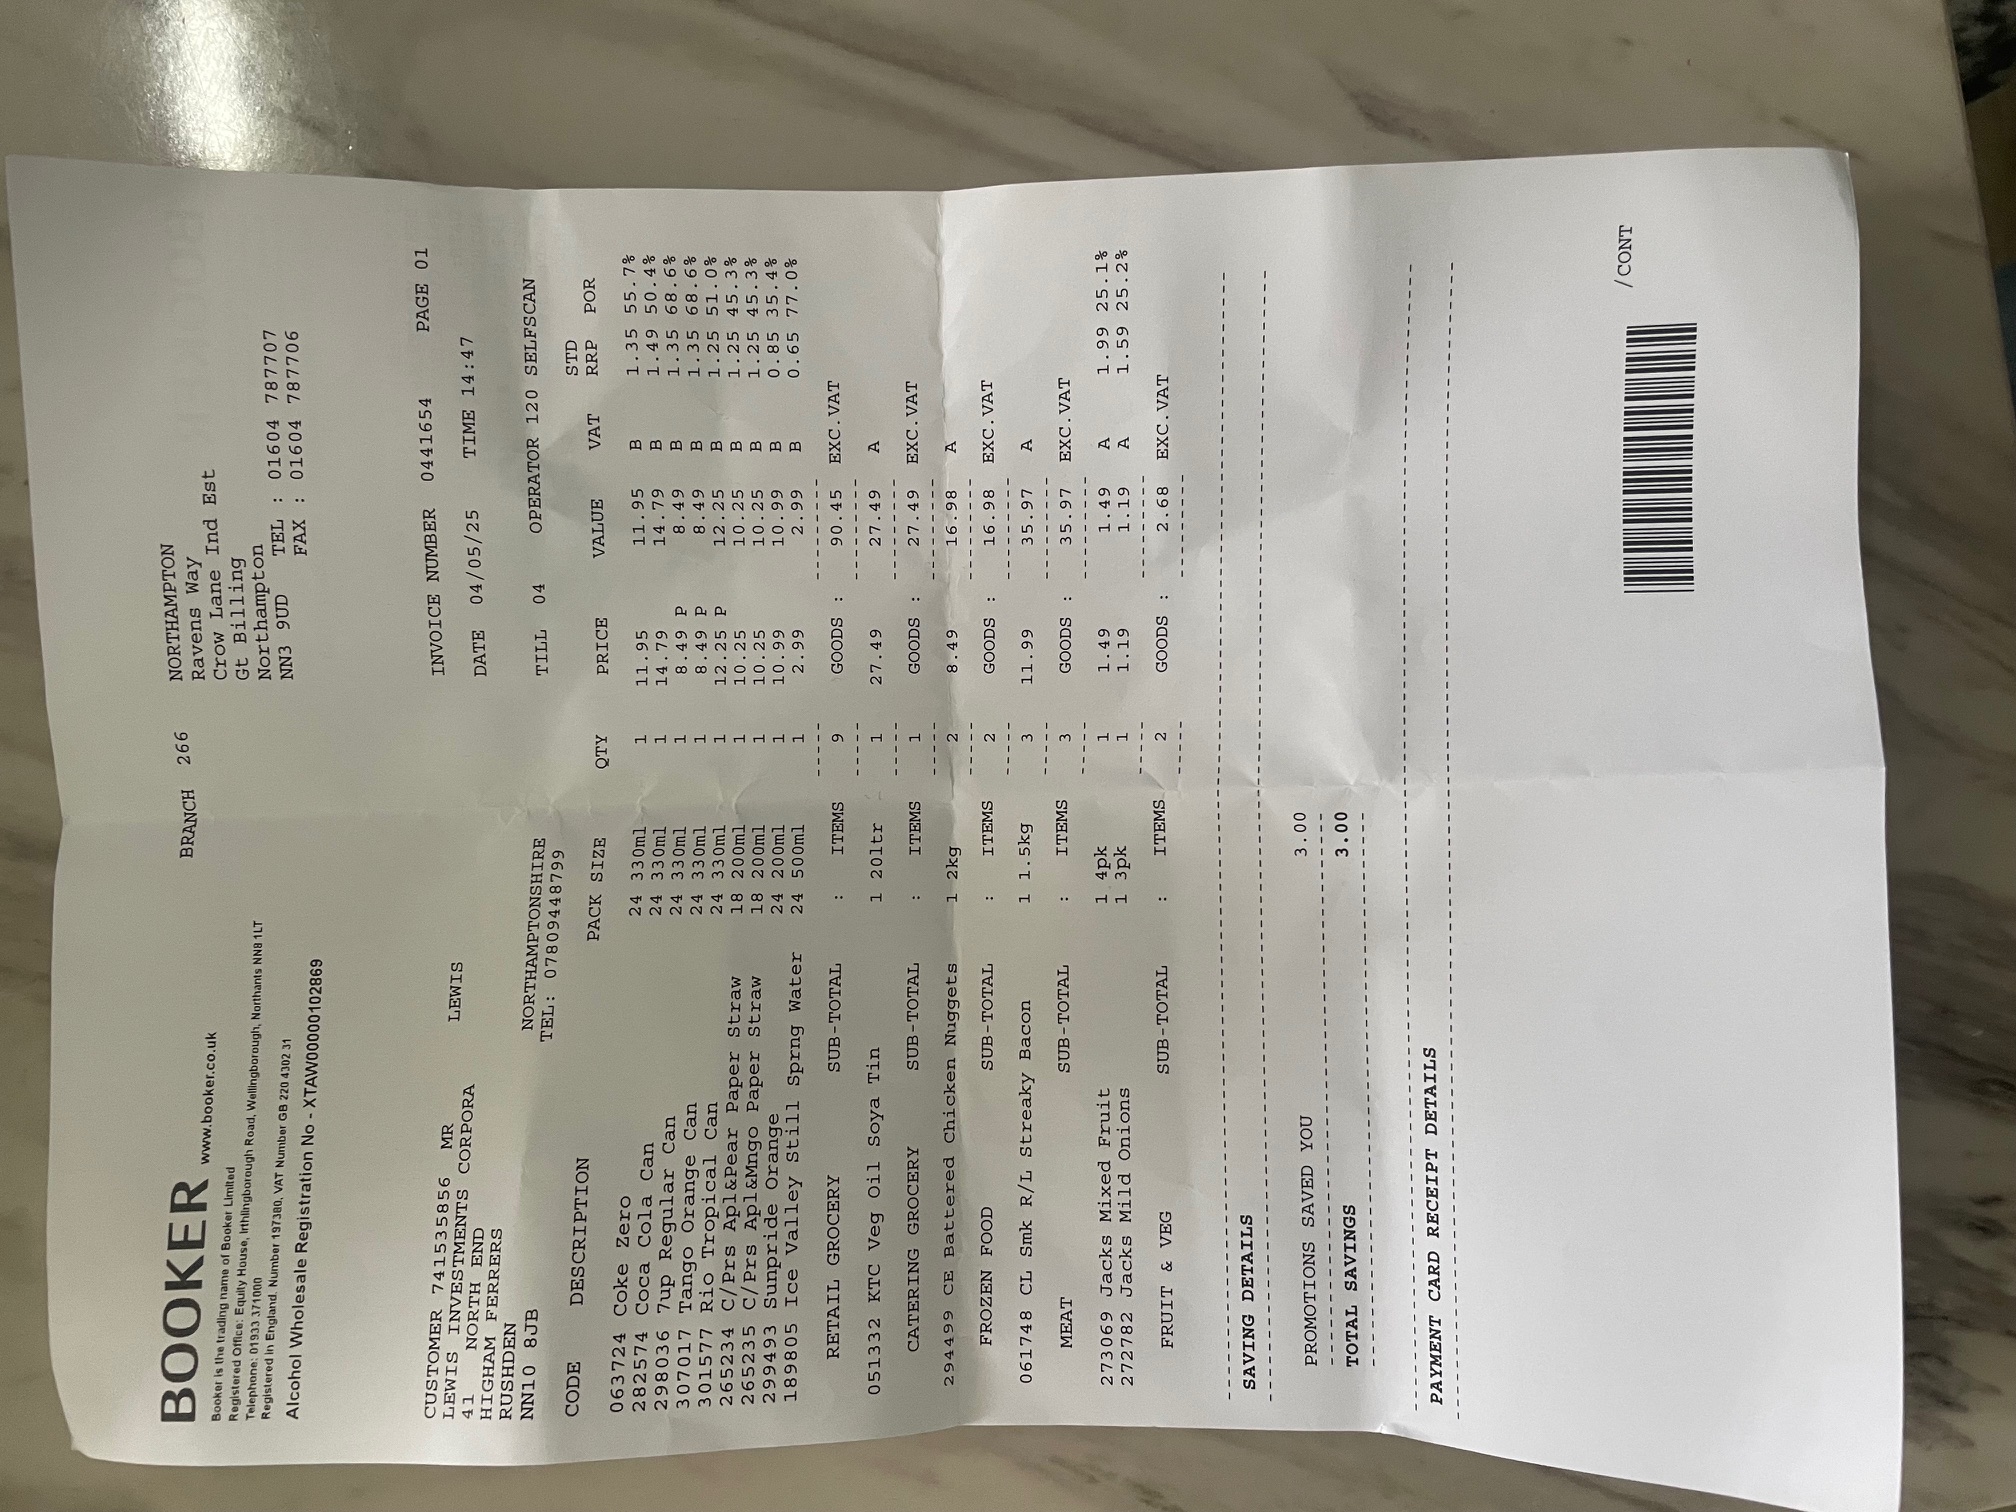 BOOKER www.booker.co.uk
Booker is the trading name of Booker Limited
Registered Office: Equity House, Irthlingborough Road, Wellingborough, Northants NN8 1LT
Telephone: 01933 371000
Registered in England. Number 197380, VAT Number GB 220 4302 31
Alcohol Wholesale Registration No - XTAW00000102869
BRANCH 266
NORTHAMPTON
Ravens Way
Crow Lane Ind Est
Gt Billing
Northampton
NN3 9UD TEL : 01604 787707
FAX : 01604 787706
CUSTOMER 741535856 MR LEWIS
LEWIS INVESTMENTS CORPORA
41 NORTH END
HIGHAM FERRERS
RUSHDEN NORTHAMPTONSHIRE
NN10 8JB TEL: 07809448799
INVOICE NUMBER 0441654 PAGE 01
DATE 04/05/25 TIME 14:47
TILL 04 OPERATOR 120 SELFSCAN
CODE DESCRIPTION PACK SIZE QTY PRICE VALUE VAT STD RRP POR
063724 Coke Zero 24 330ml 1 11.95 11.95 B 1.35 55.7%
282574 Coca Cola Can 24 330ml 1 14.79 14.79 B 1.49 50.4%
298036 7up Regular Can 24 330ml 1 8.49 P 8.49 B 1.35 68.6%
307017 Tango Orange Can 24 330ml 1 8.49 P 8.49 B 1.35 68.6%
301577 Rio Tropical Can 24 330ml 1 12.25 P 12.25 B 1.25 51.0%
265234 C/Prs Apl&Pear Paper Straw 18 200ml 1 10.25 10.25 B 1.25 45.3%
265235 C/Prs Apl&Mngo Paper Straw 18 200ml 1 10.25 10.25 B 1.25 45.3%
299493 Sunpride Orange 24 200ml 1 10.99 10.99 B 0.85 35.4%
189805 Ice Valley Still Sprng Water 24 500ml 1 2.99 2.99 B 0.65 77.0%
RETAIL GROCERY SUB-TOTAL : ITEMS 9 GOODS : 90.45 EXC.VAT
051332 KTC Veg Oil Soya Tin 1 20ltr 1 27.49 27.49 A
CATERING GROCERY SUB-TOTAL : ITEMS 1 GOODS : 27.49 EXC.VAT
294499 CE Battered Chicken Nuggets 1 2kg 2 8.49 16.98 A
FROZEN FOOD SUB-TOTAL : ITEMS 2 GOODS : 16.98 EXC.VAT
061748 CL Smk R/L Streaky Bacon 1 1.5kg 3 11.99 35.97 A
MEAT SUB-TOTAL : ITEMS 3 GOODS : 35.97 EXC.VAT
273069 Jacks Mixed Fruit 1 4pk 1 1.49 1.49 A 1.99 25.1%
272782 Jacks Mild Onions 1 3pk 1 1.19 1.19 A 1.59 25.2%
FRUIT & VEG SUB-TOTAL : ITEMS 2 GOODS : 2.68 EXC.VAT
SAVING DETAILS
PROMOTIONS SAVED YOU 3.00
TOTAL SAVINGS 3.00
PAYMENT CARD RECEIPT DETAILS
/CONT